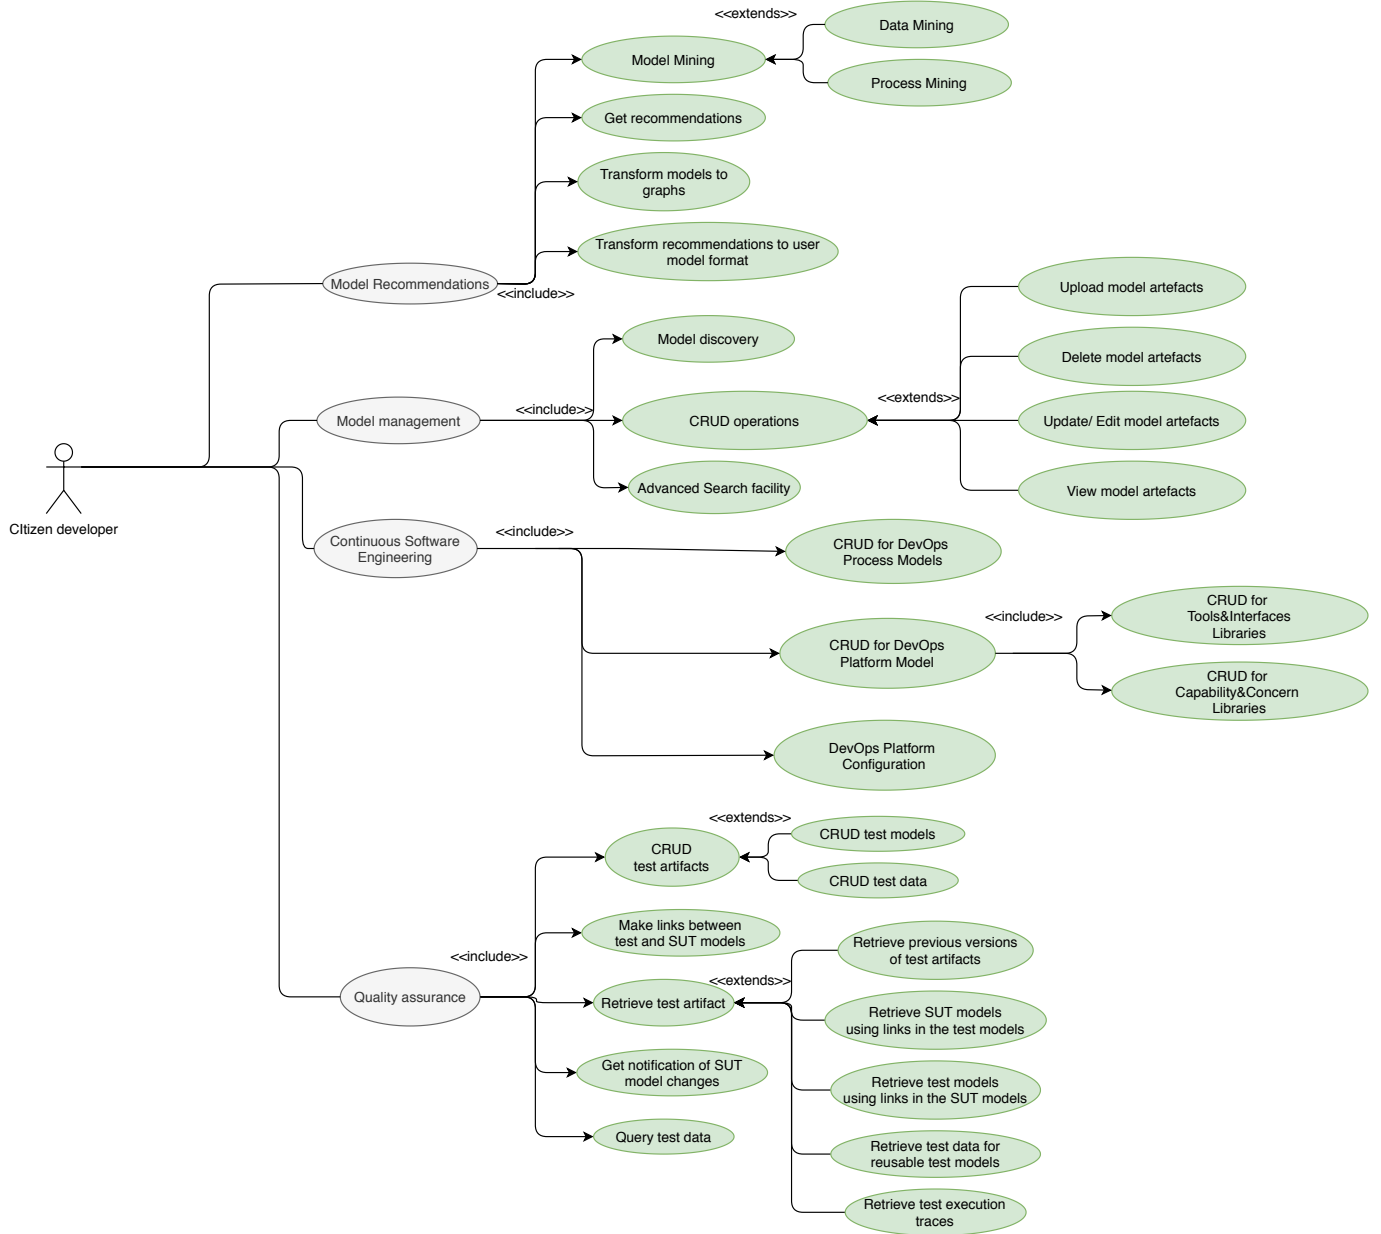 <<extends>>
Data Mining
Model Mining
Process Mining
Get recommendations
Transform models to
graphs
Transform recommendations to user
model format
Model Recommendations
<<include>>
Upload model artefacts
Model discovery
Delete model artefacts
<<extends>>
<<include>>
Model management
CRUD operations
Update/ Edit model artefacts
Advanced Search facility
View model artefacts
CItizen developer
<<include>>
Continuous Software
Engineering
CRUD for DevOps
Process Models
<<include>>
CRUD for
Tools&Interfaces
Libraries
CRUD for DevOps
Platform Model
CRUD for
Capability&Concern
Libraries
DevOps Platform
Configuration
<<extends>>
CRUD test models
CRUD
test artifacts
CRUD test data
Make links between
test and SUT models
Retrieve previous versions
of test artifacts
<<include>>
<<extends>>
Quality assurance
Retrieve test artifact
Retrieve SUT models
using links in the test models
Get notification of SUT
model changes
Retrieve test models
using links in the SUT models
Query test data
Retrieve test data for
reusable test models
Retrieve test execution
traces